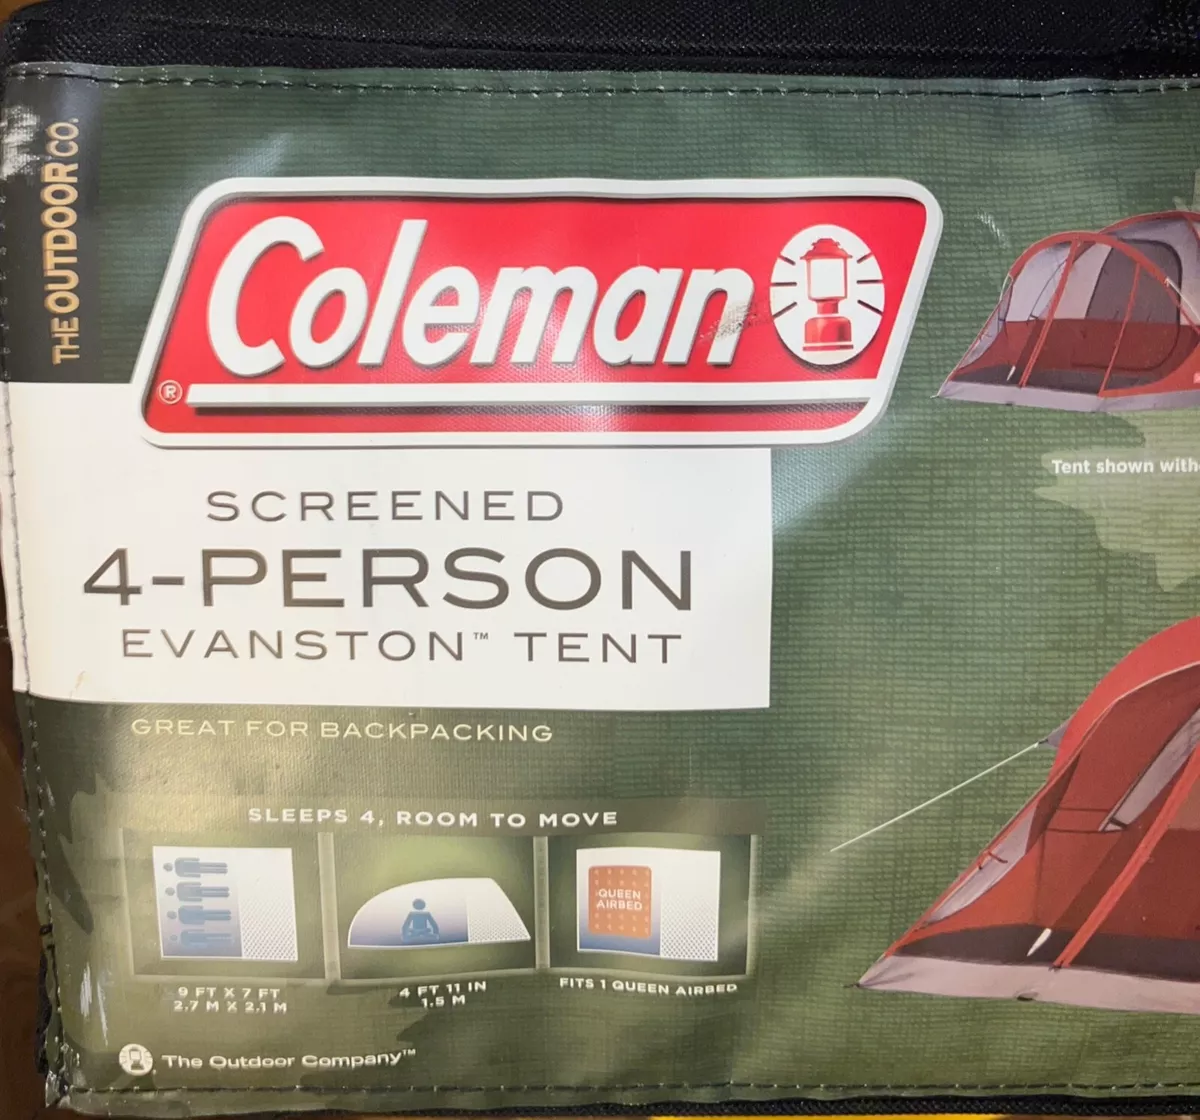 THE OUTDOOR CO.
Coleman
®
SCREENED
4-PERSON
EVANSTON™ TENT
GREAT FOR BACKPACKING
Tent shown with
SLEEPS 4, ROOM TO MOVE
QUEEN
AIRBED
9 FT X 7 FT
2.7 M X 2.1 M
4 FT 11 IN
1.5 M
FITS 1 QUEEN AIRBED
The Outdoor Company™